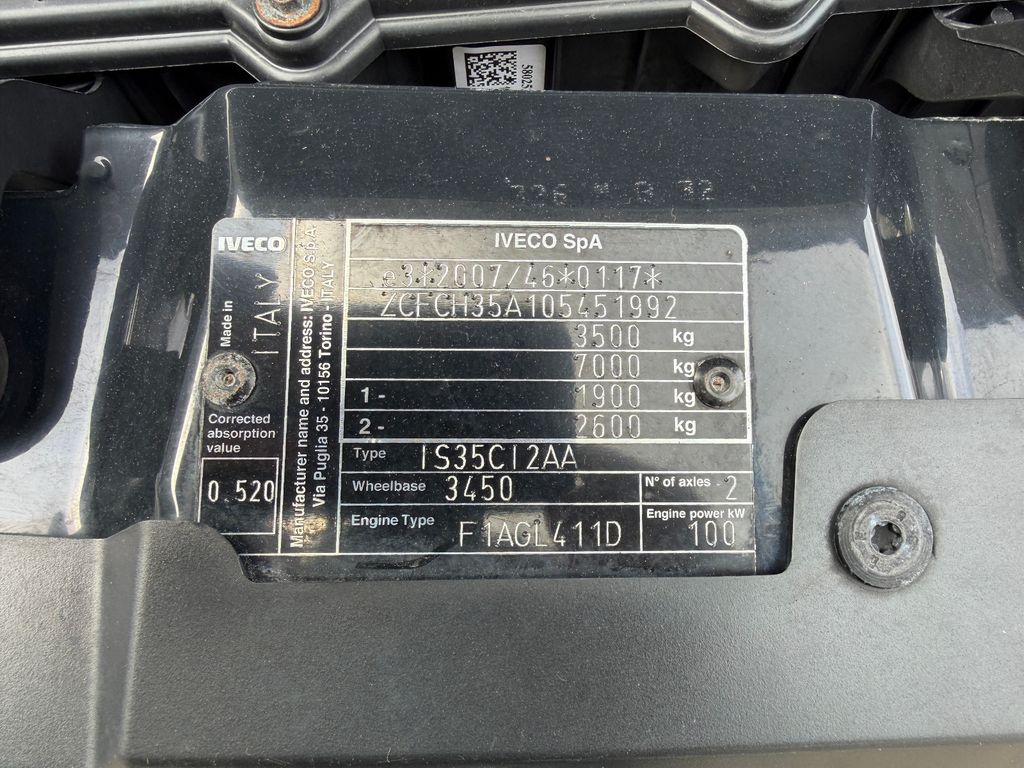 58025
IVECO
Made in
ITALY
Corrected
absorption
value
0.520
Manufacturer name and address: IVECO S.p.A
Via Puglia 35 - 10156 Torino - ITALY
IVECO SpA
e3*2007/46*0117*
ZCFCH35A105451992
3500 kg
7000 kg
1- 1900 kg
2- 2600 kg
Type IS35CI2AA
Wheelbase 3450
N° of axles 2
Engine Type F1AGL411D
Engine power kW
100